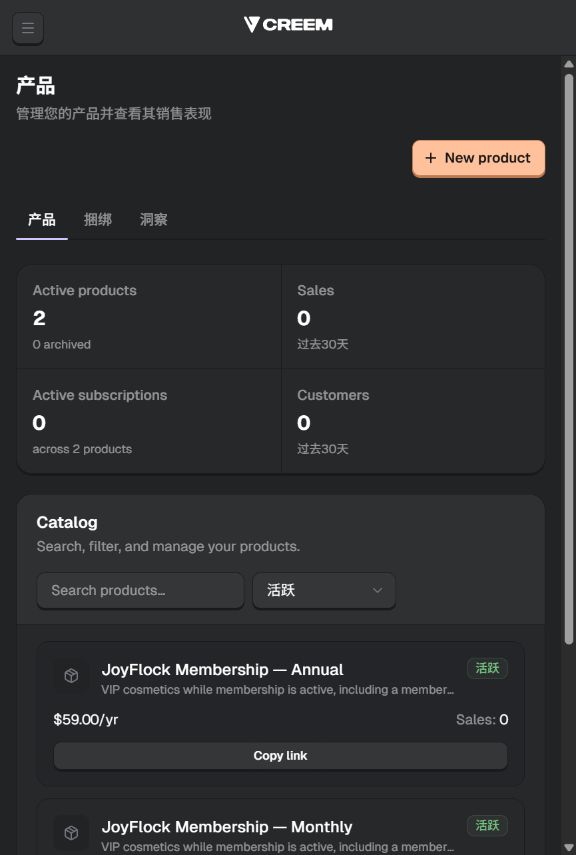 CREEM
产品
管理您的产品并查看其销售表现
+ New product
产品 捆绑 洞察
Active products
2
0 archived
Sales
0
过去30天
Active subscriptions
0
across 2 products
Customers
0
过去30天
Catalog
Search, filter, and manage your products.
Search products...
活跃
JoyFlock Membership — Annual
活跃
VIP cosmetics while membership is active, including a member...
$59.00/yr
Sales: 0
Copy link
JoyFlock Membership — Monthly
活跃
VIP cosmetics while membership is active, including a member...